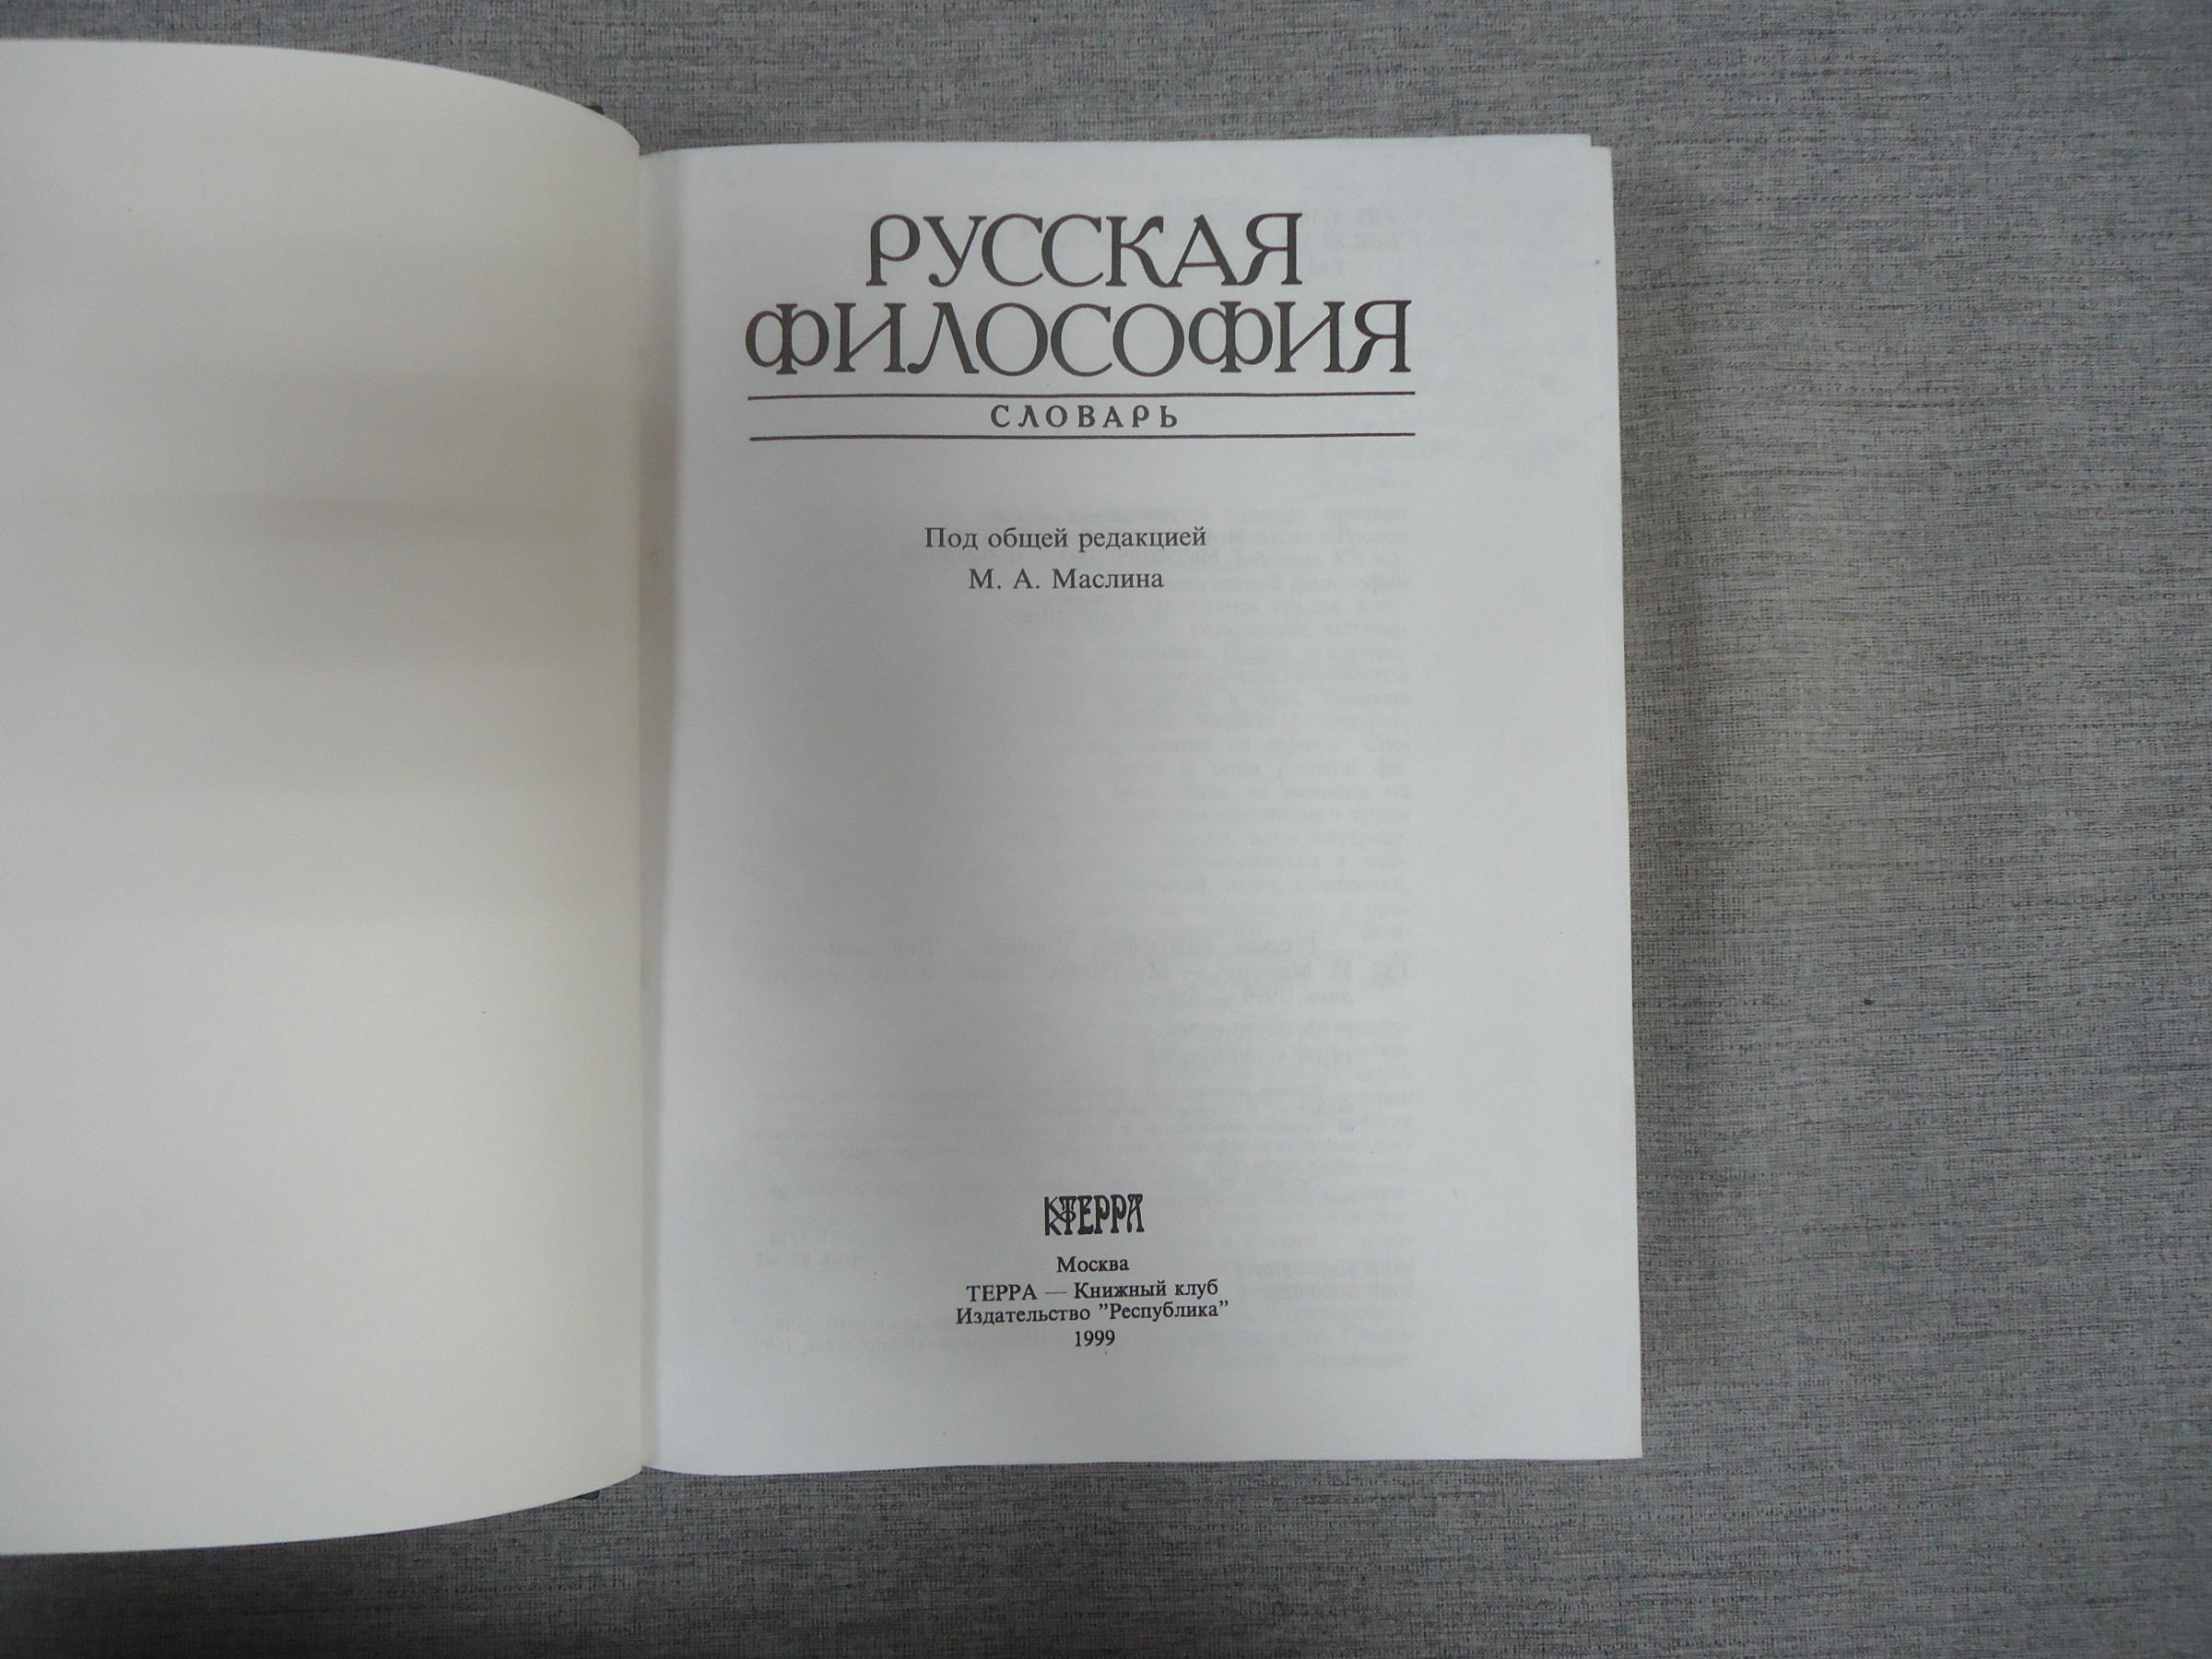 РУССКАЯ
ФИЛОСОФИЯ
СЛОВАРЬ
Под общей редакцией
М. А. Маслина
ТЕРРА
Москва
ТЕРРА — Книжный клуб
Издательство "Республика"
1999